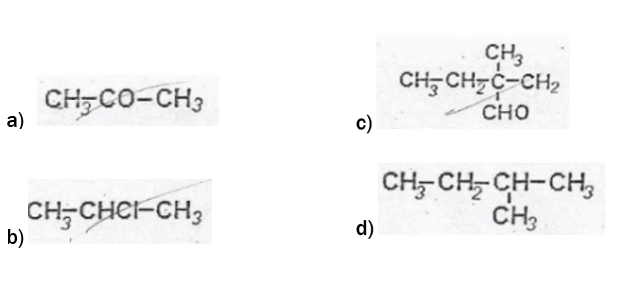 a) CH₃–CO–CH₃
b) CH₃–CHCl–CH₃
c) CH₃
CH₃–CH₂–C–CH₂
CHO
d) CH₃–CH₂–CH–CH₃
CH₃